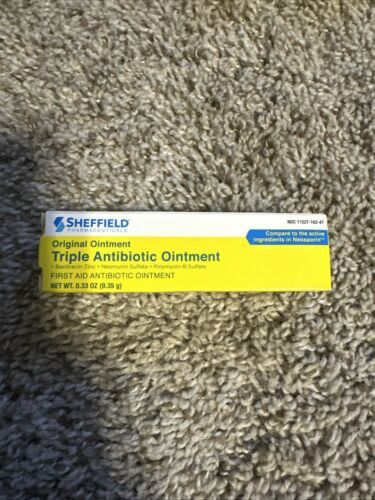 SHEFFIELD
PHARMACEUTICALS
NDC 11527-162-47
Compare to the active
ingredients in Neosporin™
Original Ointment
Triple Antibiotic Ointment
• Bacitracin Zinc • Neomycin Sulfate • Polymyxin-B Sulfate
FIRST AID ANTIBIOTIC OINTMENT
NET WT. 0.33 OZ (9.35 g)